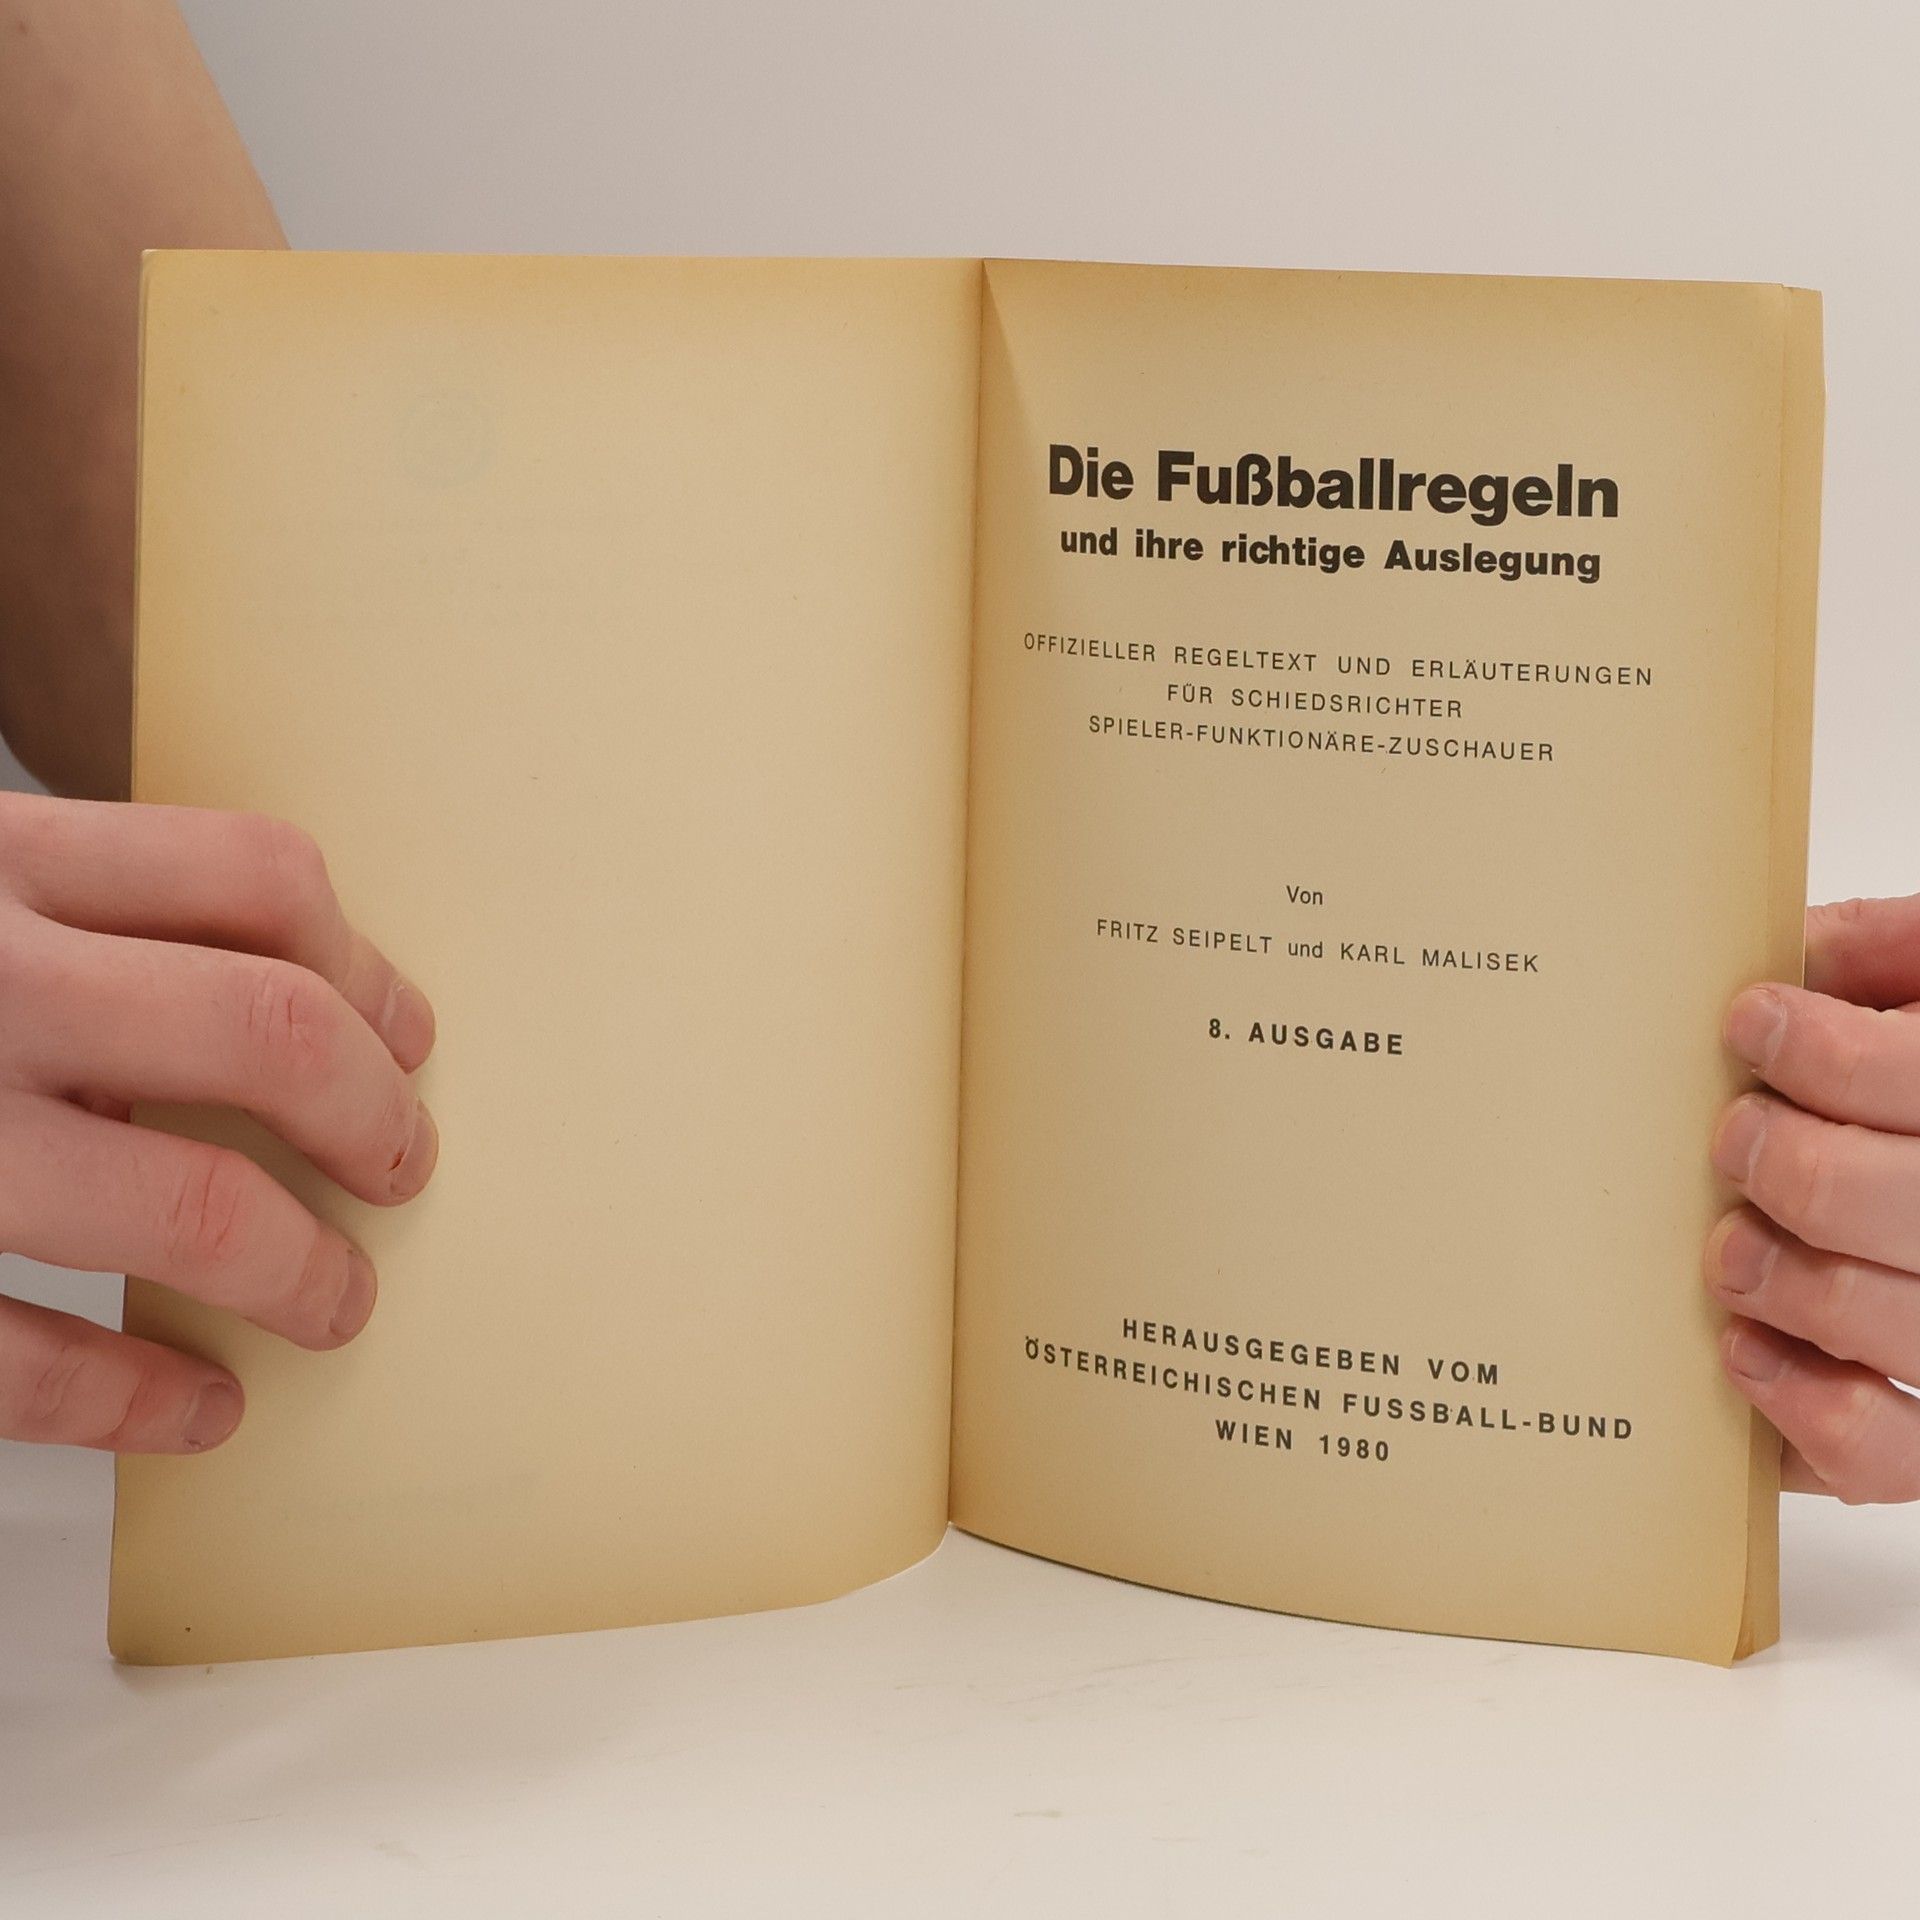 Die Fußballregeln
und ihre richtige Auslegung
OFFIZIELLER REGELTEXT UND ERLÄUTERUNGEN
FÜR SCHIEDSRICHTER
SPIELER-FUNKTIONÄRE-ZUSCHAUER
Von
FRITZ SEIPELT und KARL MALISEK
8. AUSGABE
HERAUSGEGEBEN VOM
ÖSTERREICHISCHEN FUSSBALL-BUND
WIEN 1980